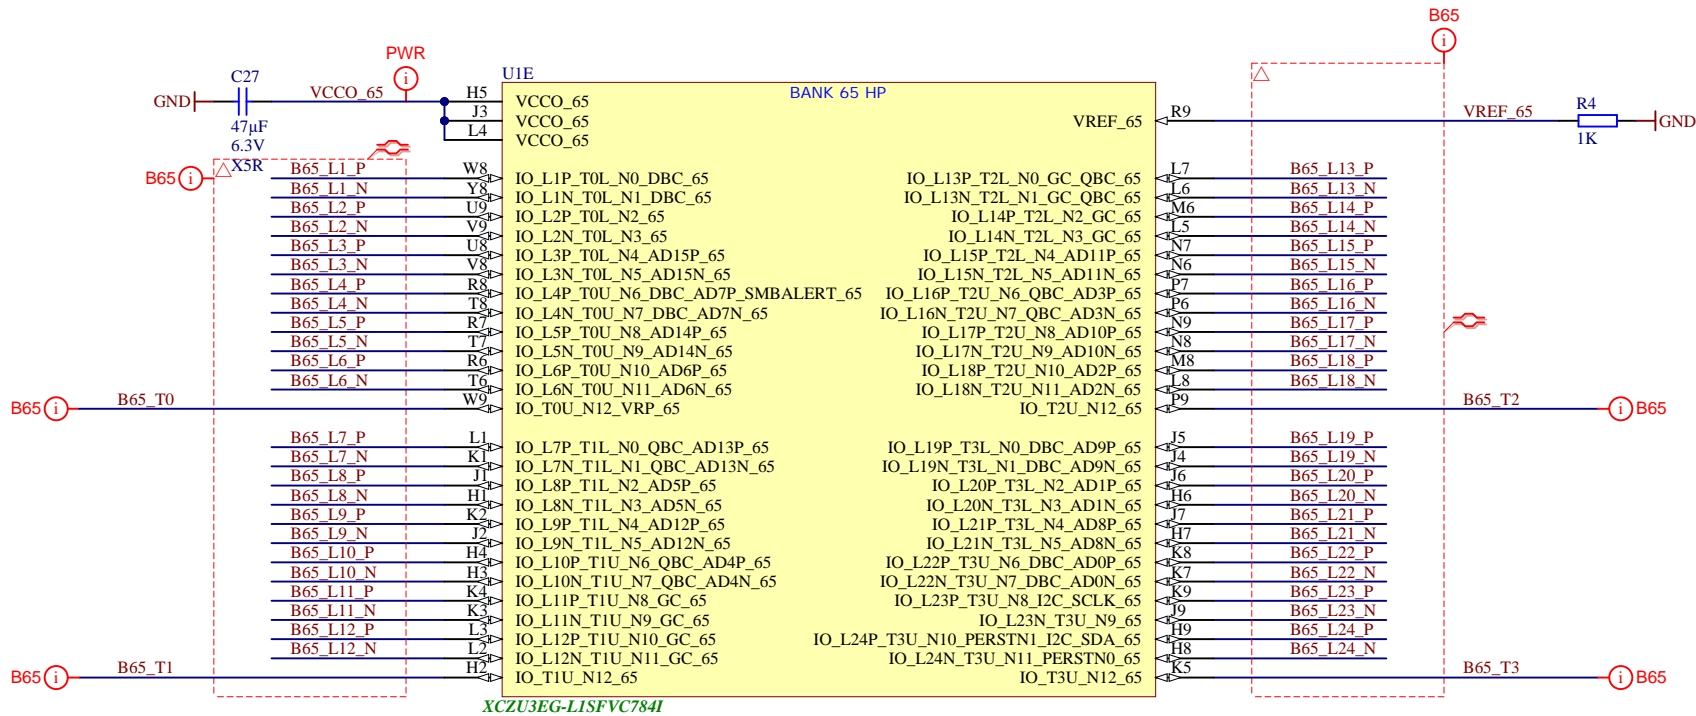 B65
PWR
U1E
C27
GND
VCCO_65
H5
VCCO_65
BANK 65 HP
J3
VCCO_65
L4
VCCO_65
47µF
6.3V
X5R
VREF_65
R9
VREF_65
R4
1K
GND
B65
B65_L1_P W8 IO_L1P_T0L_N0_DBC_65 IO_L13P_T2L_N0_GC_QBC_65 L7 B65_L13_P
B65_L1_N Y8 IO_L1N_T0L_N1_DBC_65 IO_L13N_T2L_N1_GC_QBC_65 L6 B65_L13_N
B65_L2_P U9 IO_L2P_T0L_N2_65 IO_L14P_T2L_N2_GC_65 M6 B65_L14_P
B65_L2_N V9 IO_L2N_T0L_N3_65 IO_L14N_T2L_N3_GC_65 L5 B65_L14_N
B65_L3_P U8 IO_L3P_T0L_N4_AD15P_65 IO_L15P_T2L_N4_AD11P_65 N7 B65_L15_P
B65_L3_N V8 IO_L3N_T0L_N5_AD15N_65 IO_L15N_T2L_N5_AD11N_65 N6 B65_L15_N
B65_L4_P R8 IO_L4P_T0U_N6_DBC_AD7P_SMBALERT_65 IO_L16P_T2U_N6_QBC_AD3P_65 P7 B65_L16_P
B65_L4_N T8 IO_L4N_T0U_N7_DBC_AD7N_65 IO_L16N_T2U_N7_QBC_AD3N_65 P6 B65_L16_N
B65_L5_P R7 IO_L5P_T0U_N8_AD14P_65 IO_L17P_T2U_N8_AD10P_65 N9 B65_L17_P
B65_L5_N T7 IO_L5N_T0U_N9_AD14N_65 IO_L17N_T2U_N9_AD10N_65 N8 B65_L17_N
B65_L6_P R6 IO_L6P_T0U_N10_AD6P_65 IO_L18P_T2U_N10_AD2P_65 M8 B65_L18_P
B65_L6_N T6 IO_L6N_T0U_N11_AD6N_65 IO_L18N_T2U_N11_AD2N_65 L8 B65_L18_N
B65 B65_T0 W9 IO_T0U_N12_VRP_65 IO_T2U_N12_65 P9 B65_T2 B65
B65_L7_P L1 IO_L7P_T1L_N0_QBC_AD13P_65 IO_L19P_T3L_N0_DBC_AD9P_65 J5 B65_L19_P
B65_L7_N K1 IO_L7N_T1L_N1_QBC_AD13N_65 IO_L19N_T3L_N1_DBC_AD9N_65 J4 B65_L19_N
B65_L8_P J1 IO_L8P_T1L_N2_AD5P_65 IO_L20P_T3L_N2_AD1P_65 J6 B65_L20_P
B65_L8_N H1 IO_L8N_T1L_N3_AD5N_65 IO_L20N_T3L_N3_AD1N_65 H6 B65_L20_N
B65_L9_P K2 IO_L9P_T1L_N4_AD12P_65 IO_L21P_T3L_N4_AD8P_65 J7 B65_L21_P
B65_L9_N J2 IO_L9N_T1L_N5_AD12N_65 IO_L21N_T3L_N5_AD8N_65 H7 B65_L21_N
B65_L10_P H4 IO_L10P_T1U_N6_QBC_AD4P_65 IO_L22P_T3U_N6_DBC_AD0P_65 K8 B65_L22_P
B65_L10_N H3 IO_L10N_T1U_N7_QBC_AD4N_65 IO_L22N_T3U_N7_DBC_AD0N_65 K7 B65_L22_N
B65_L11_P K4 IO_L11P_T1U_N8_GC_65 IO_L23P_T3U_N8_I2C_SCLK_65 K9 B65_L23_P
B65_L11_N K3 IO_L11N_T1U_N9_GC_65 IO_L23N_T3U_N9_65 J9 B65_L23_N
B65_L12_P L3 IO_L12P_T1U_N10_GC_65 IO_L24P_T3U_N10_PERSTN1_I2C_SDA_65 H9 B65_L24_P
B65_L12_N L2 IO_L12N_T1U_N11_GC_65 IO_L24N_T3U_N11_PERSTN0_65 H8 B65_L24_N
B65 B65_T1 H2 IO_T1U_N12_65 IO_T3U_N12_65 K5 B65_T3 B65
XCZU3EG-L1SFVC784I